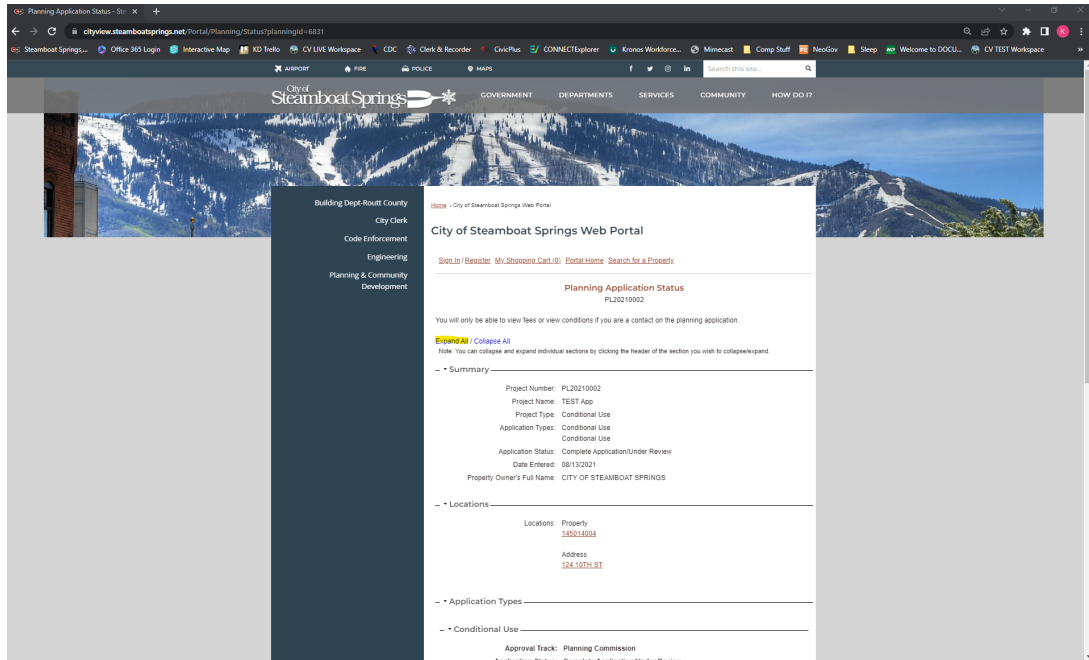 Planning Application Status - Ste
cityview.steamboatsprings.net/Portal/Planning/Status?planningId=6831
Steamboat Springs,... Office 365 Login Interactive Map KD Trello CV LIVE Workspace CDC Clerk & Recorder CivicPlus CONNECTExplorer Kronos Workforce... Mimecast Comp Stuff NeoGov Sleep Welcome to DOCU... CV TEST Workspace »
AIRPORT FIRE POLICE MAPS Search this site...
City of
Steamboat Springs GOVERNMENT DEPARTMENTS SERVICES COMMUNITY HOW DO I?
Building Dept-Routt County
City Clerk
Code Enforcement
Engineering
Planning & Community
Development
Home › City of Steamboat Springs Web Portal
City of Steamboat Springs Web Portal
Sign In / Register My Shopping Cart (0) Portal Home Search for a Property
Planning Application Status
PL20210002
You will only be able to view fees or view conditions if you are a contact on the planning application.
Expand All / Collapse All
Note: You can collapse and expand individual sections by clicking the header of the section you wish to collapse/expand.
Summary
Project Number: PL20210002
Project Name: TEST App
Project Type: Conditional Use
Application Types: Conditional Use
Conditional Use
Application Status: Complete Application/Under Review
Date Entered: 08/13/2021
Property Owner's Full Name: CITY OF STEAMBOAT SPRINGS
Locations
Locations: Property
145014004
Address
124 10TH ST
Application Types
Conditional Use
Approval Track: Planning Commission